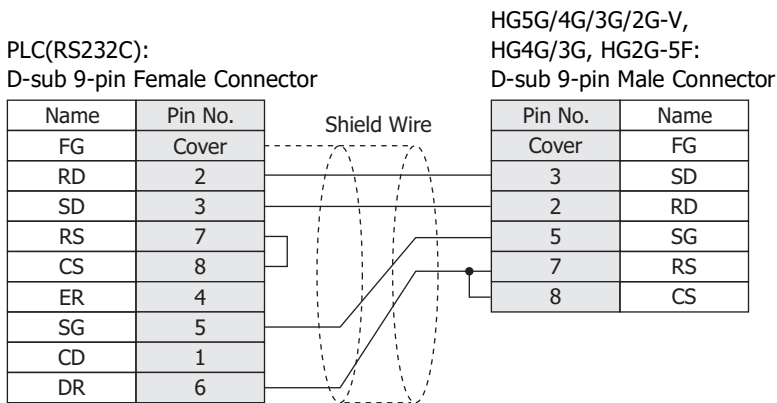 HG5G/4G/3G/2G-V,
PLC(RS232C): HG4G/3G, HG2G-5F:
D-sub 9-pin Female Connector D-sub 9-pin Male Connector
Name Pin No. Shield Wire Pin No. Name
FG Cover Cover FG
RD 2 3 SD
SD 3 2 RD
RS 7 5 SG
CS 8 7 RS
ER 4 8 CS
SG 5
CD 1
DR 6